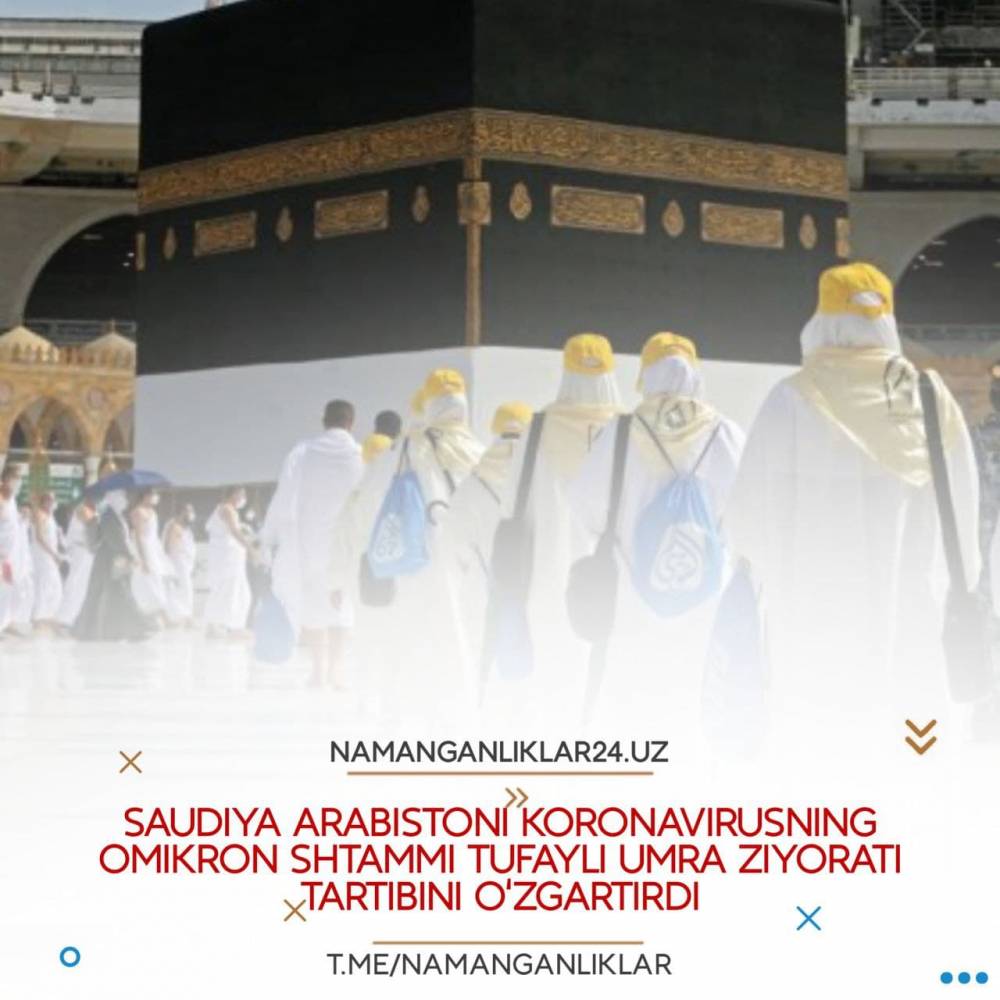 NAMANGANLIKLAR24.UZ
SAUDIYA ARABISTONI KORONAVIRUSNING
OMIKRON SHTAMMI TUFAYLI UMRA ZIYORATI
TARTIBINI O'ZGARTIRDI
T.ME/NAMANGANLIKLAR